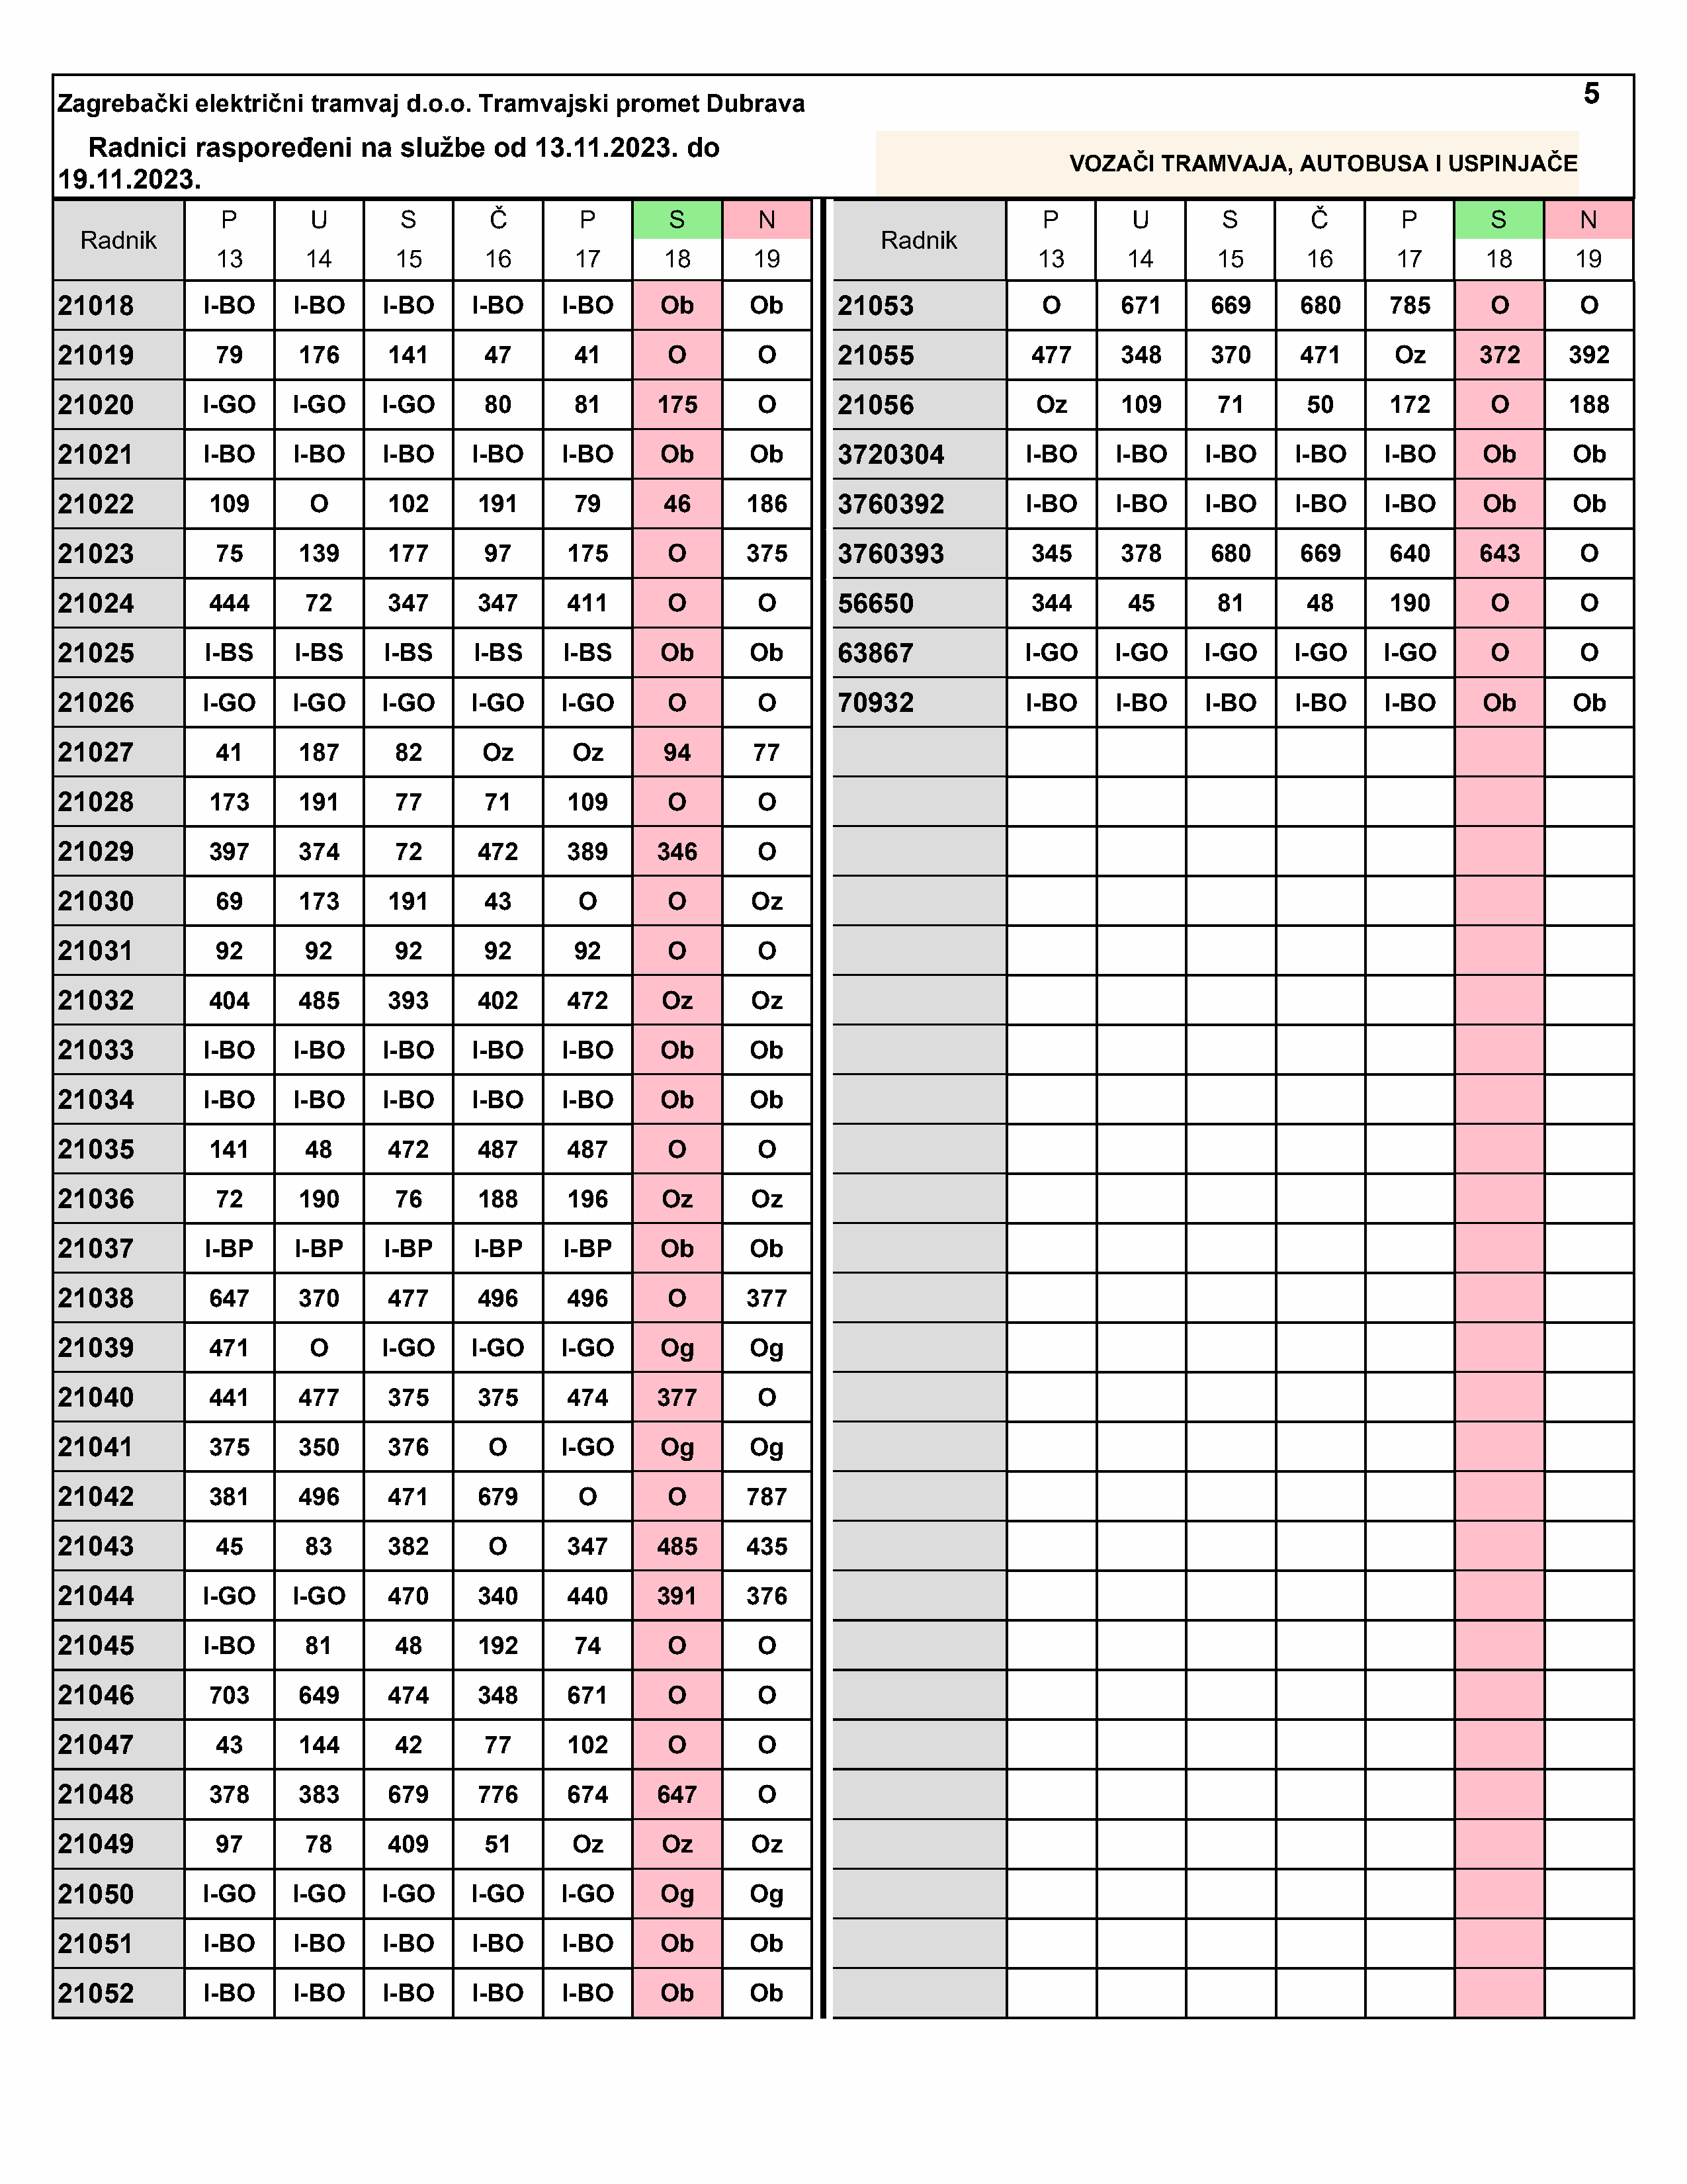 5
Zagrebački električni tramvaj d.o.o. Tramvajski promet Dubrava
Radnici raspoređeni na službe od 13.11.2023. do
19.11.2023.
VOZAČI TRAMVAJA, AUTOBUSA I USPINJAČE
Radnik P U S Č P S N Radnik P U S Č P S N
13 14 15 16 17 18 19 13 14 15 16 17 18 19
21018 I-BO I-BO I-BO I-BO I-BO Ob Ob 21053 O 671 669 680 785 O O
21019 79 176 141 47 41 O O 21055 477 348 370 471 Oz 372 392
21020 I-GO I-GO I-GO 80 81 175 O 21056 Oz 109 71 50 172 O 188
21021 I-BO I-BO I-BO I-BO I-BO Ob Ob 3720304 I-BO I-BO I-BO I-BO I-BO Ob Ob
21022 109 O 102 191 79 46 186 3760392 I-BO I-BO I-BO I-BO I-BO Ob Ob
21023 75 139 177 97 175 O 375 3760393 345 378 680 669 640 643 O
21024 444 72 347 347 411 O O 56650 344 45 81 48 190 O O
21025 I-BS I-BS I-BS I-BS I-BS Ob Ob 63867 I-GO I-GO I-GO I-GO I-GO O O
21026 I-GO I-GO I-GO I-GO I-GO O O 70932 I-BO I-BO I-BO I-BO I-BO Ob Ob
21027 41 187 82 Oz Oz 94 77
21028 173 191 77 71 109 O O
21029 397 374 72 472 389 346 O
21030 69 173 191 43 O O Oz
21031 92 92 92 92 92 O O
21032 404 485 393 402 472 Oz Oz
21033 I-BO I-BO I-BO I-BO I-BO Ob Ob
21034 I-BO I-BO I-BO I-BO I-BO Ob Ob
21035 141 48 472 487 487 O O
21036 72 190 76 188 196 Oz Oz
21037 I-BP I-BP I-BP I-BP I-BP Ob Ob
21038 647 370 477 496 496 O 377
21039 471 O I-GO I-GO I-GO Og Og
21040 441 477 375 375 474 377 O
21041 375 350 376 O I-GO Og Og
21042 381 496 471 679 O O 787
21043 45 83 382 O 347 485 435
21044 I-GO I-GO 470 340 440 391 376
21045 I-BO 81 48 192 74 O O
21046 703 649 474 348 671 O O
21047 43 144 42 77 102 O O
21048 378 383 679 776 674 647 O
21049 97 78 409 51 Oz Oz Oz
21050 I-GO I-GO I-GO I-GO I-GO Og Og
21051 I-BO I-BO I-BO I-BO I-BO Ob Ob
21052 I-BO I-BO I-BO I-BO I-BO Ob Ob